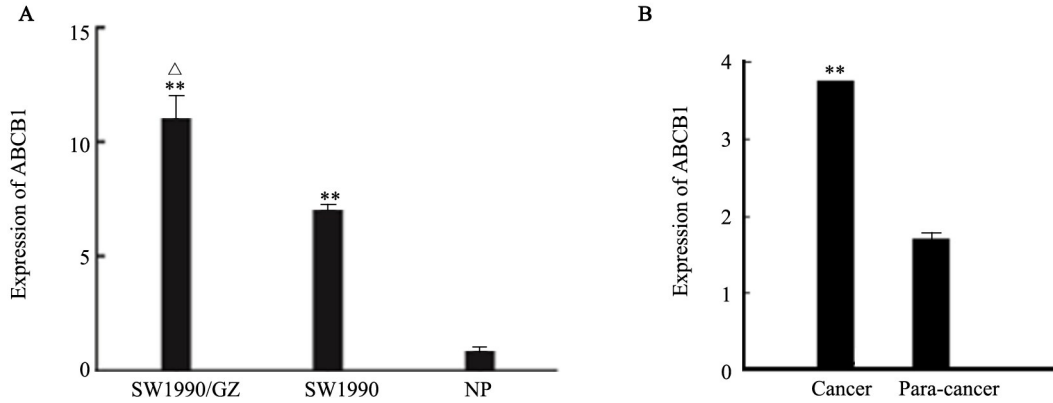 A
Expression of ABCB1
15
10
5
0
△
**
**
SW1990/GZ SW1990 NP
B
Expression of ABCB1
4
3
2
1
0
**
Cancer Para-cancer